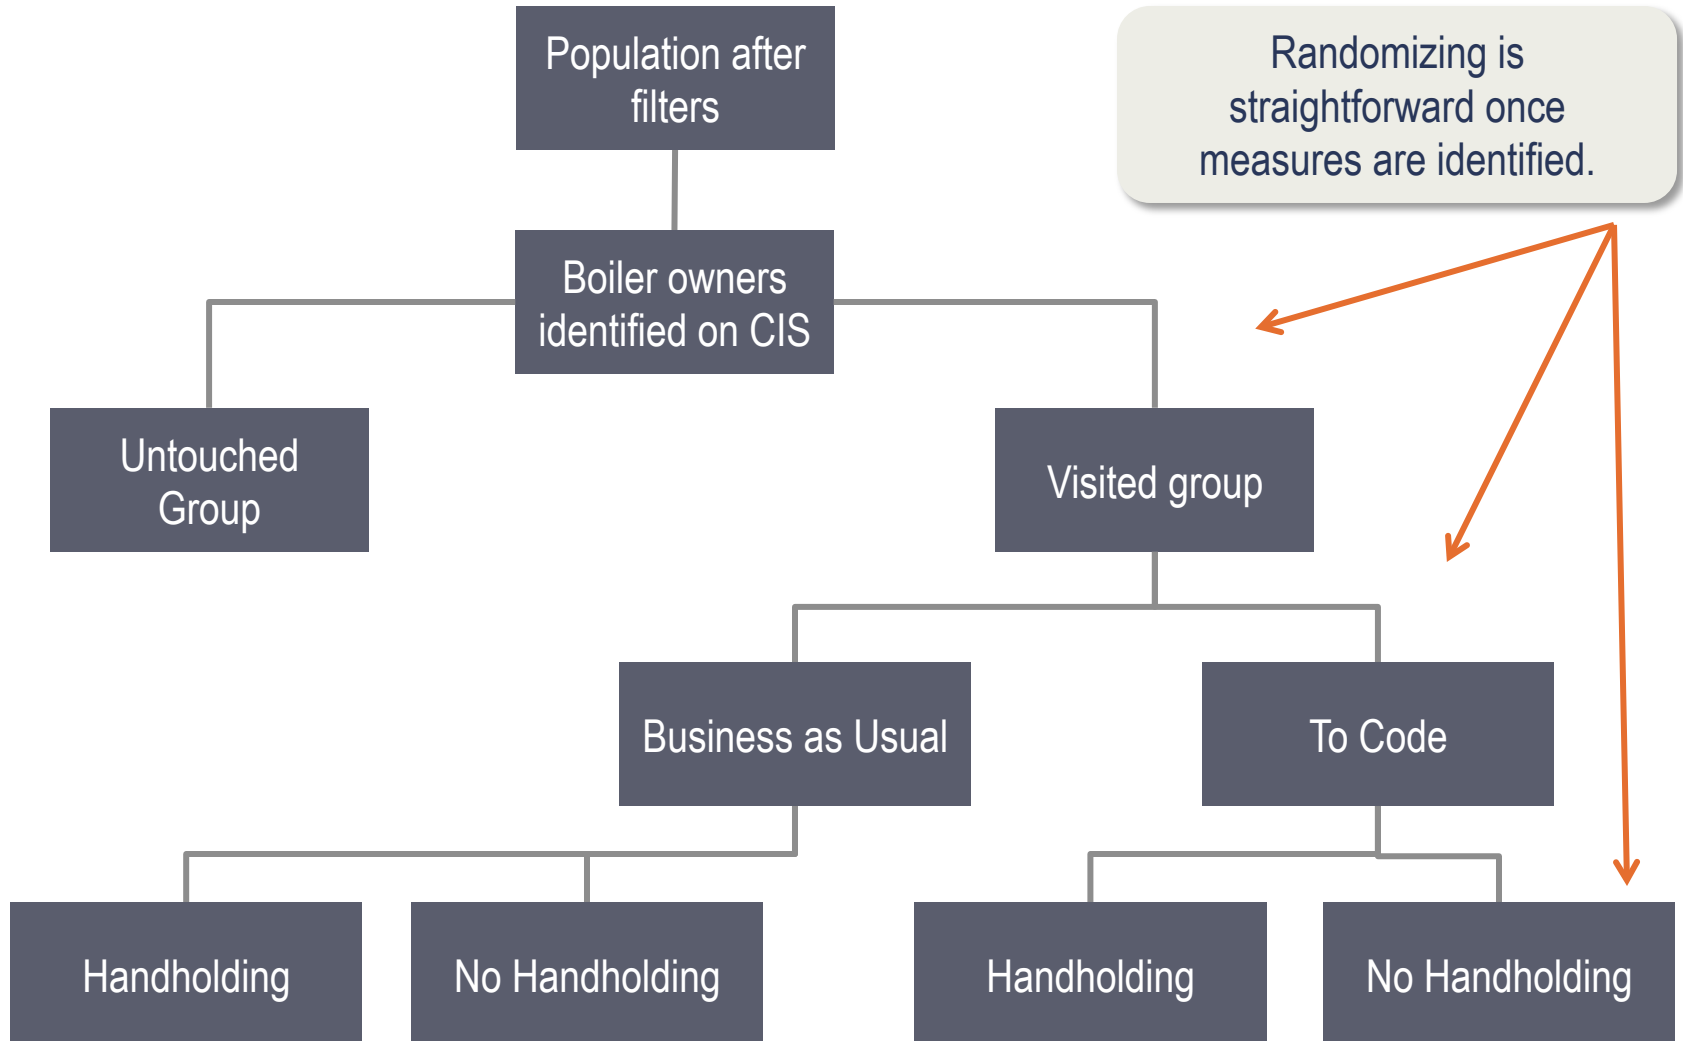 Population after
filters
Randomizing is
straightforward once
measures are identified.
Boiler owners
identified on CIS
Untouched
Group
Visited group
Business as Usual
To Code
Handholding
No Handholding
Handholding
No Handholding